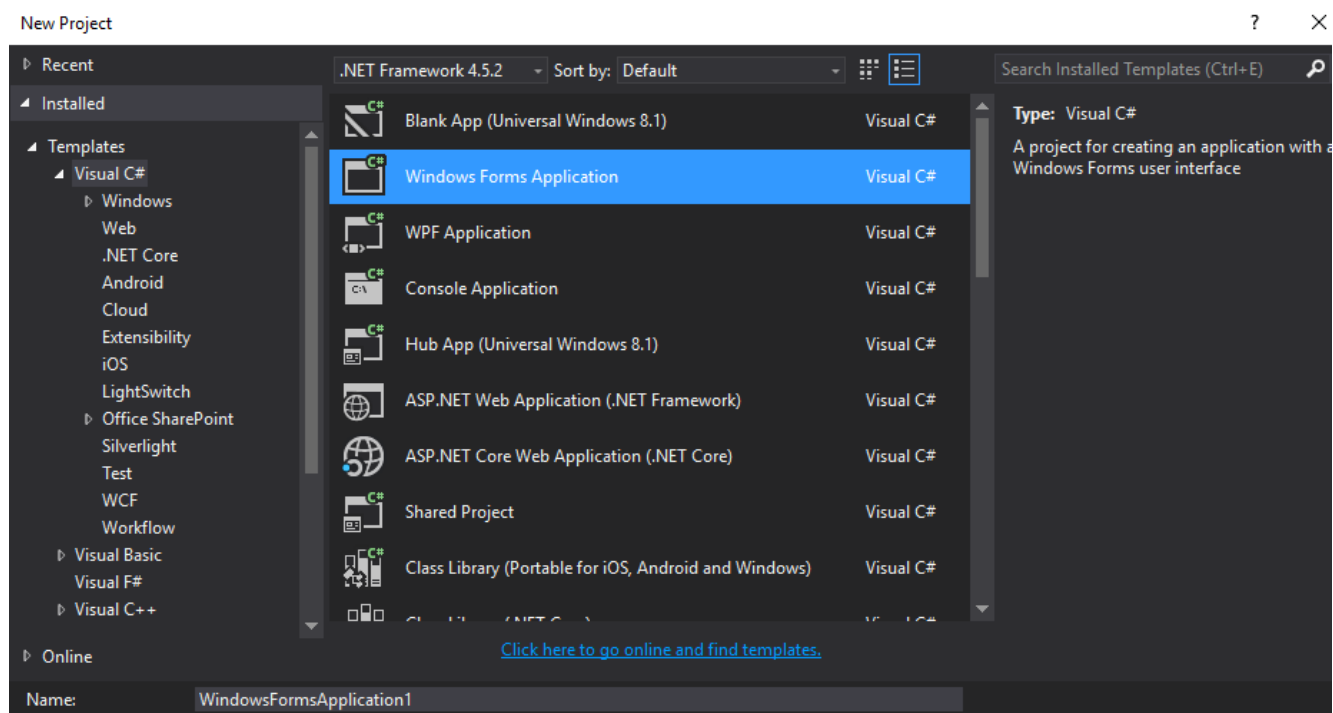 New Project
?
Recent
.NET Framework 4.5.2
Sort by: Default
Search Installed Templates (Ctrl+E)
Installed
Templates
Visual C#
Windows
Web
.NET Core
Android
Cloud
Extensibility
iOS
LightSwitch
Office SharePoint
Silverlight
Test
WCF
Workflow
Visual Basic
Visual F#
Visual C++
Online
C# Blank App (Universal Windows 8.1) Visual C#
C# Windows Forms Application Visual C#
C# WPF Application Visual C#
C# C:\ Console Application Visual C#
C# Hub App (Universal Windows 8.1) Visual C#
ASP.NET Web Application (.NET Framework) Visual C#
ASP.NET Core Web Application (.NET Core) Visual C#
C# Shared Project Visual C#
C# Class Library (Portable for iOS, Android and Windows) Visual C#
Click here to go online and find templates.
Type: Visual C#
A project for creating an application with a
Windows Forms user interface
Name: WindowsFormsApplication1